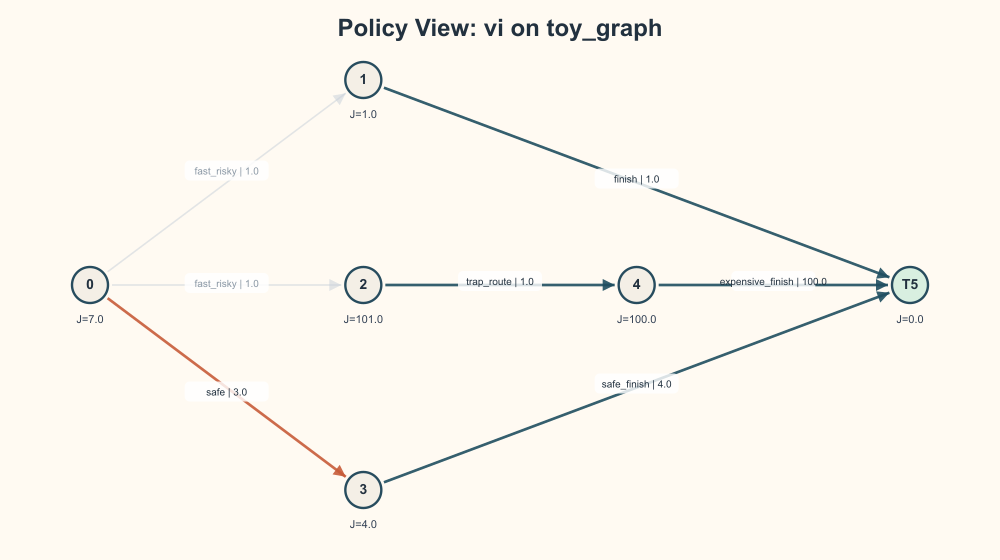 Policy View: vi on toy_graph
1
J=1.0
fast_risky | 1.0
finish | 1.0
0
fast_risky | 1.0
2
trap_route | 1.0
4
expensive_finish | 100.0
T5
J=7.0
J=101.0
J=100.0
J=0.0
safe | 3.0
safe_finish | 4.0
3
J=4.0